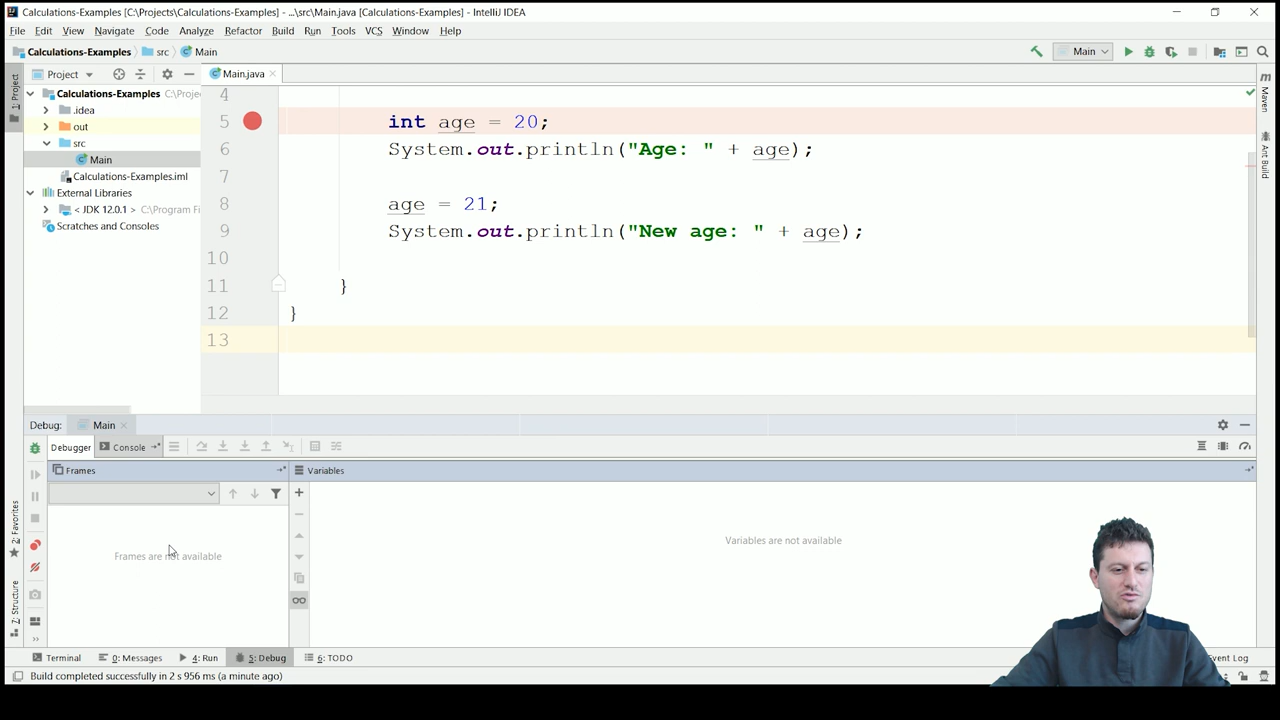 Calculations-Examples [C:\Projects\Calculations-Examples] - ...\src\Main.java [Calculations-Examples] - IntelliJ IDEA
File Edit View Navigate Code Analyze Refactor Build Run Tools VCS Window Help
Calculations-Examples src Main Main
1: Project Project Main.java Maven
Calculations-Examples C:\Proje
.idea
out
src
Main
Calculations-Examples.iml
External Libraries
< JDK 12.0.1 > C:\Program Fi
Scratches and Consoles
Ant Build
4
5 int age = 20;
6 System.out.println("Age: " + age);
7
8 age = 21;
9 System.out.println("New age: " + age);
10
11 }
12 }
13
Debug: Main
Debugger Console
Frames Variables
Frames are not available
Variables are not available
2: Favorites
Z: Structure
Terminal 0: Messages 4: Run 5: Debug 6: TODO Event Log
Build completed successfully in 2 s 956 ms (a minute ago)